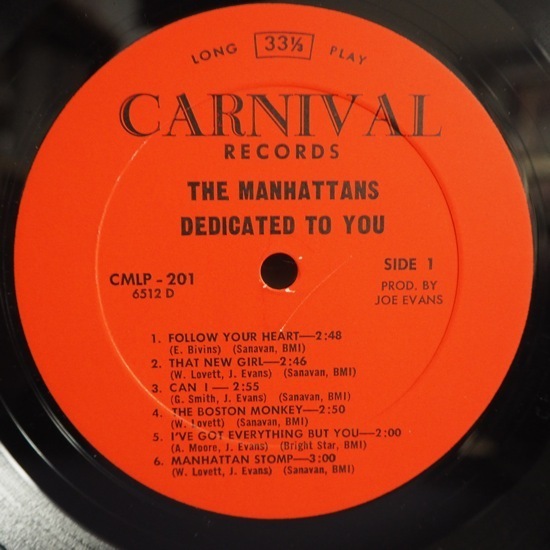 LONG 33⅓ PLAY
CARNIVAL
RECORDS
THE MANHATTANS
DEDICATED TO YOU
CMLP - 201
6512 D
SIDE 1
PROD. BY
JOE EVANS
1. FOLLOW YOUR HEART—2:48
(E. Bivins) (Sanavan, BMI)
2. THAT NEW GIRL—2:46
(W. Lovett, J. Evans) (Sanavan, BMI)
3. CAN I — 2:55
(G. Smith, J. Evans) (Sanavan, BMI)
4. THE BOSTON MONKEY—2:50
(W. Lovett) (Sanavan, BMI)
5. I'VE GOT EVERYTHING BUT YOU—2:00
(A. Moore, J. Evans) (Bright Star, BMI)
6. MANHATTAN STOMP—3:00
(W. Lovett, J. Evans) (Sanavan, BMI)